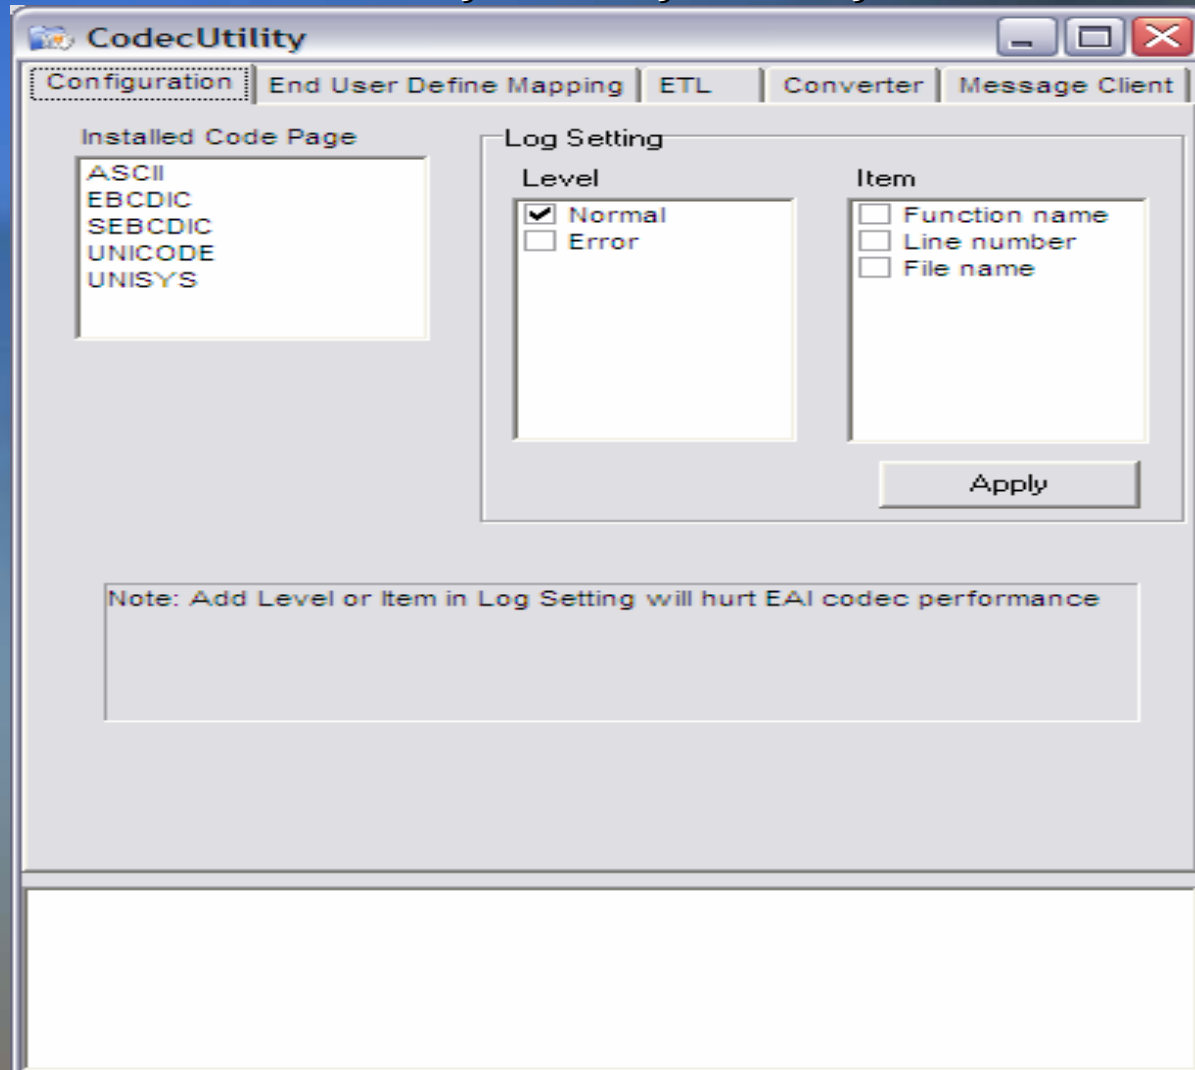 CodecUtility
Configuration End User Define Mapping ETL Converter Message Client
Installed Code Page
ASCII
EBCDIC
SEBCDIC
UNICODE
UNISYS
Log Setting
Level
Normal
Error
Item
Function name
Line number
File name
Apply
Note: Add Level or Item in Log Setting will hurt EAI codec performance